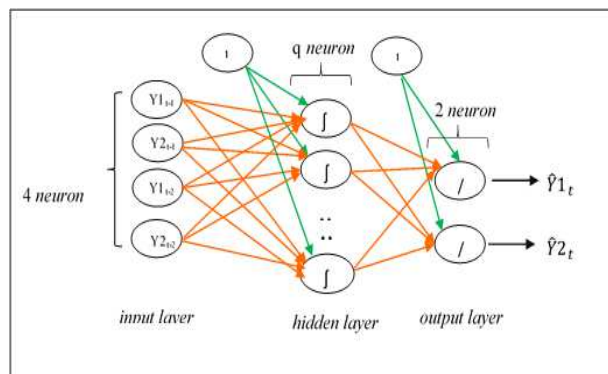 1
q neuron
1
Y1t-1
Y2t-1
Y1t-2
Y2t-2
4 neuron
∫
∫
∫
2 neuron
/
/
Ŷ1t
Ŷ2t
input layer
hidden layer
output layer